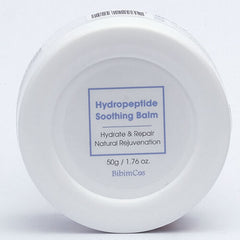 Hydropeptide
Soothing Balm
Hydrate & Repair
Natural Rejuvenation
50g / 1.76 oz.
BibimCos